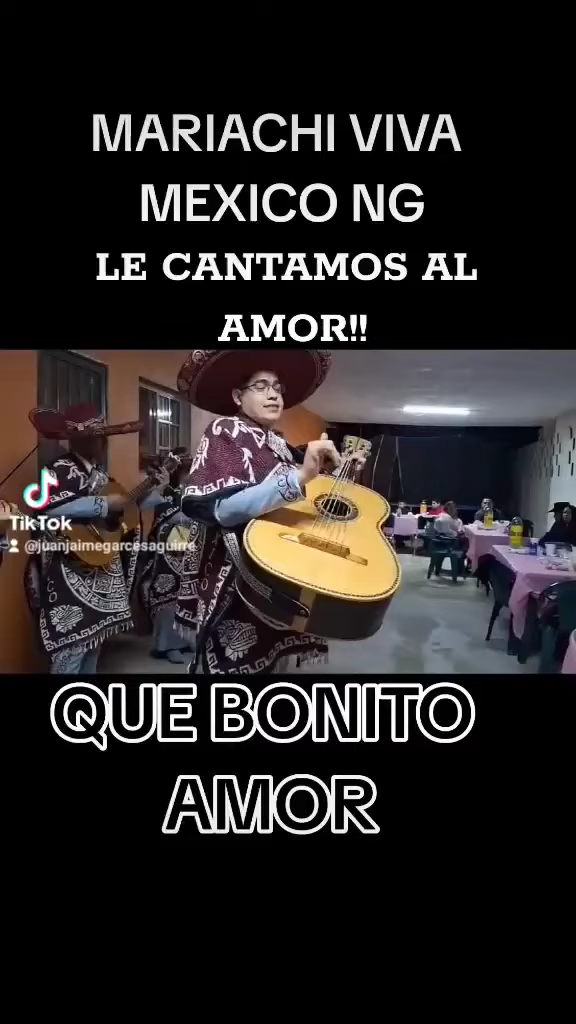 MARIACHI VIVA
MEXICO NG
LE CANTAMOS AL
AMOR!!
TikTok
@juanjaimegarcesaguirre
QUE BONITO
AMOR